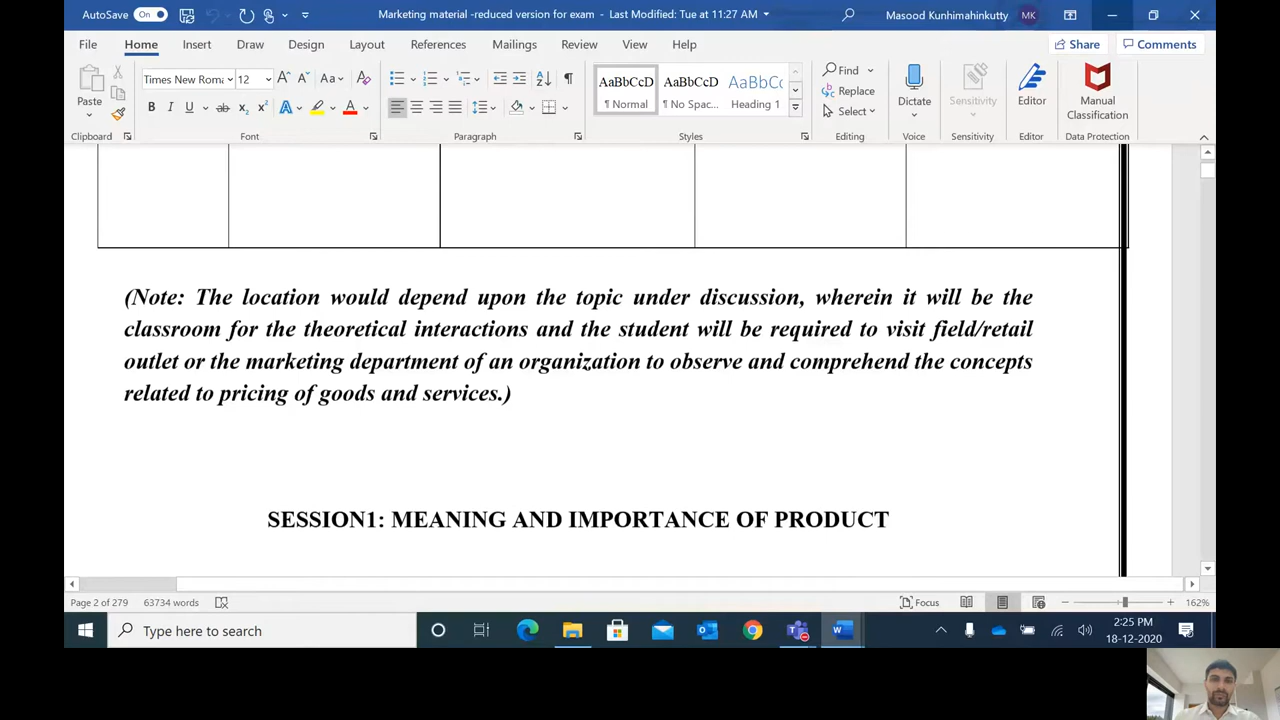 AutoSave On Marketing material -reduced version for exam - Last Modified: Tue at 11:27 AM Masood Kunhimahinkutty MK
File Home Insert Draw Design Layout References Mailings Review View Help Share Comments
Paste Times New Roma 12 Aa AaBbCcD AaBbCcD AaBbCc Find Dictate Sensitivity Editor Manual Classification
B I U ab x₂ x² A A ¶ Normal ¶ No Spac... Heading 1 Replace
Select
Clipboard Font Paragraph Styles Editing Voice Sensitivity Editor Data Protection
(Note: The location would depend upon the topic under discussion, wherein it will be the
classroom for the theoretical interactions and the student will be required to visit field/retail
outlet or the marketing department of an organization to observe and comprehend the concepts
related to pricing of goods and services.)
SESSION1: MEANING AND IMPORTANCE OF PRODUCT
Page 2 of 279 63734 words Focus 162%
Type here to search 2:25 PM
18-12-2020